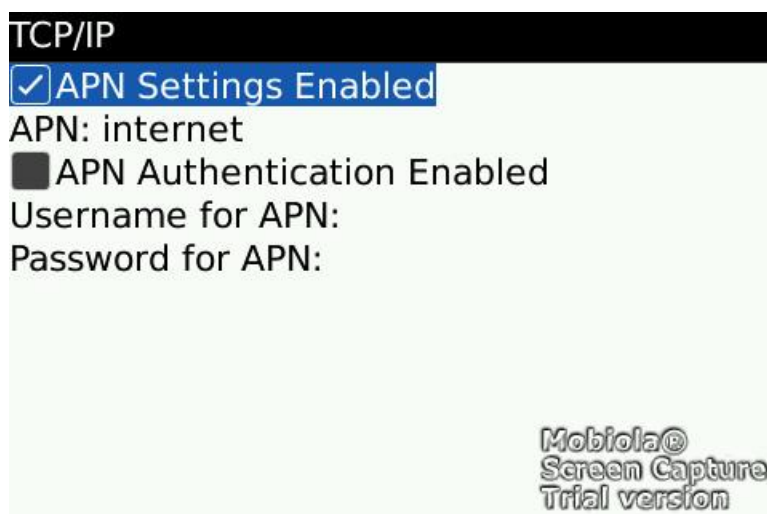 TCP/IP
APN Settings Enabled
APN: internet
APN Authentication Enabled
Username for APN:
Password for APN:
Mobiola®
Screen Capture
Trial version